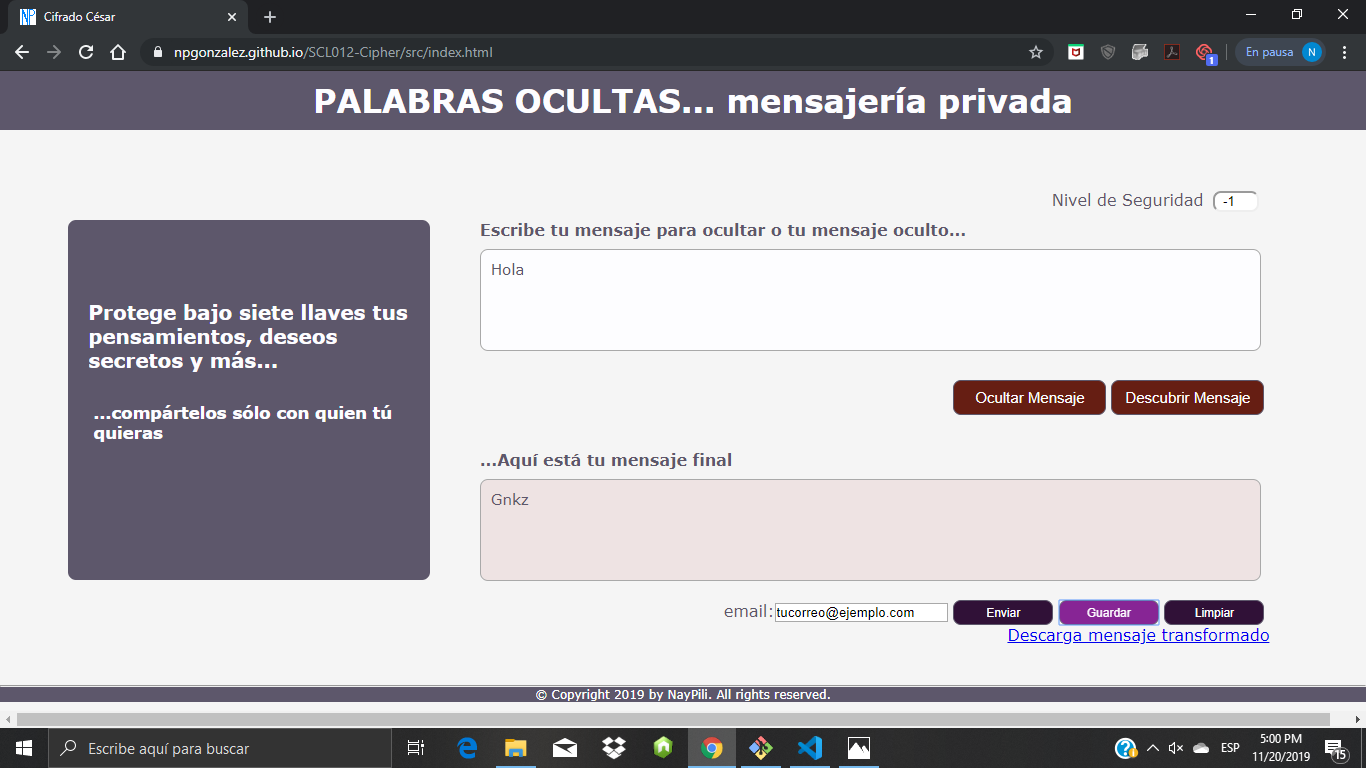 Cifrado César
npgonzalez.github.io/SCL012-Cipher/src/index.html
1
En pausa
N
PALABRAS OCULTAS... mensajería privada
Nivel de Seguridad -1
Protege bajo siete llaves tus
pensamientos, deseos
secretos y más...
...compártelos sólo con quien tú
quieras
Escribe tu mensaje para ocultar o tu mensaje oculto...
Hola
Ocultar Mensaje Descubrir Mensaje
...Aquí está tu mensaje final
Gnkz
email: tucorreo@ejemplo.com Enviar Guardar Limpiar
Descarga mensaje transformado
© Copyright 2019 by NayPili. All rights reserved.
Escribe aquí para buscar
ESP
5:00 PM
11/20/2019
15